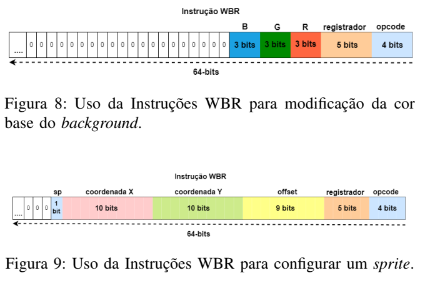 Instrução WBR
B G R registrador opcode
.... 0 0 0 0 0 0 0 0 0 0 0 0 0 0 0 0 0 0 0 0 3 bits 3 bits 3 bits 5 bits 4 bits
64-bits
Figura 8: Uso da Instruções WBR para modificação da cor
base do background.
Instrução WBR
sp coordenada X coordenada Y offset registrador opcode
.... 0 0 0 1 bit 10 bits 10 bits 9 bits 5 bits 4 bits
64-bits
Figura 9: Uso da Instruções WBR para configurar um sprite.